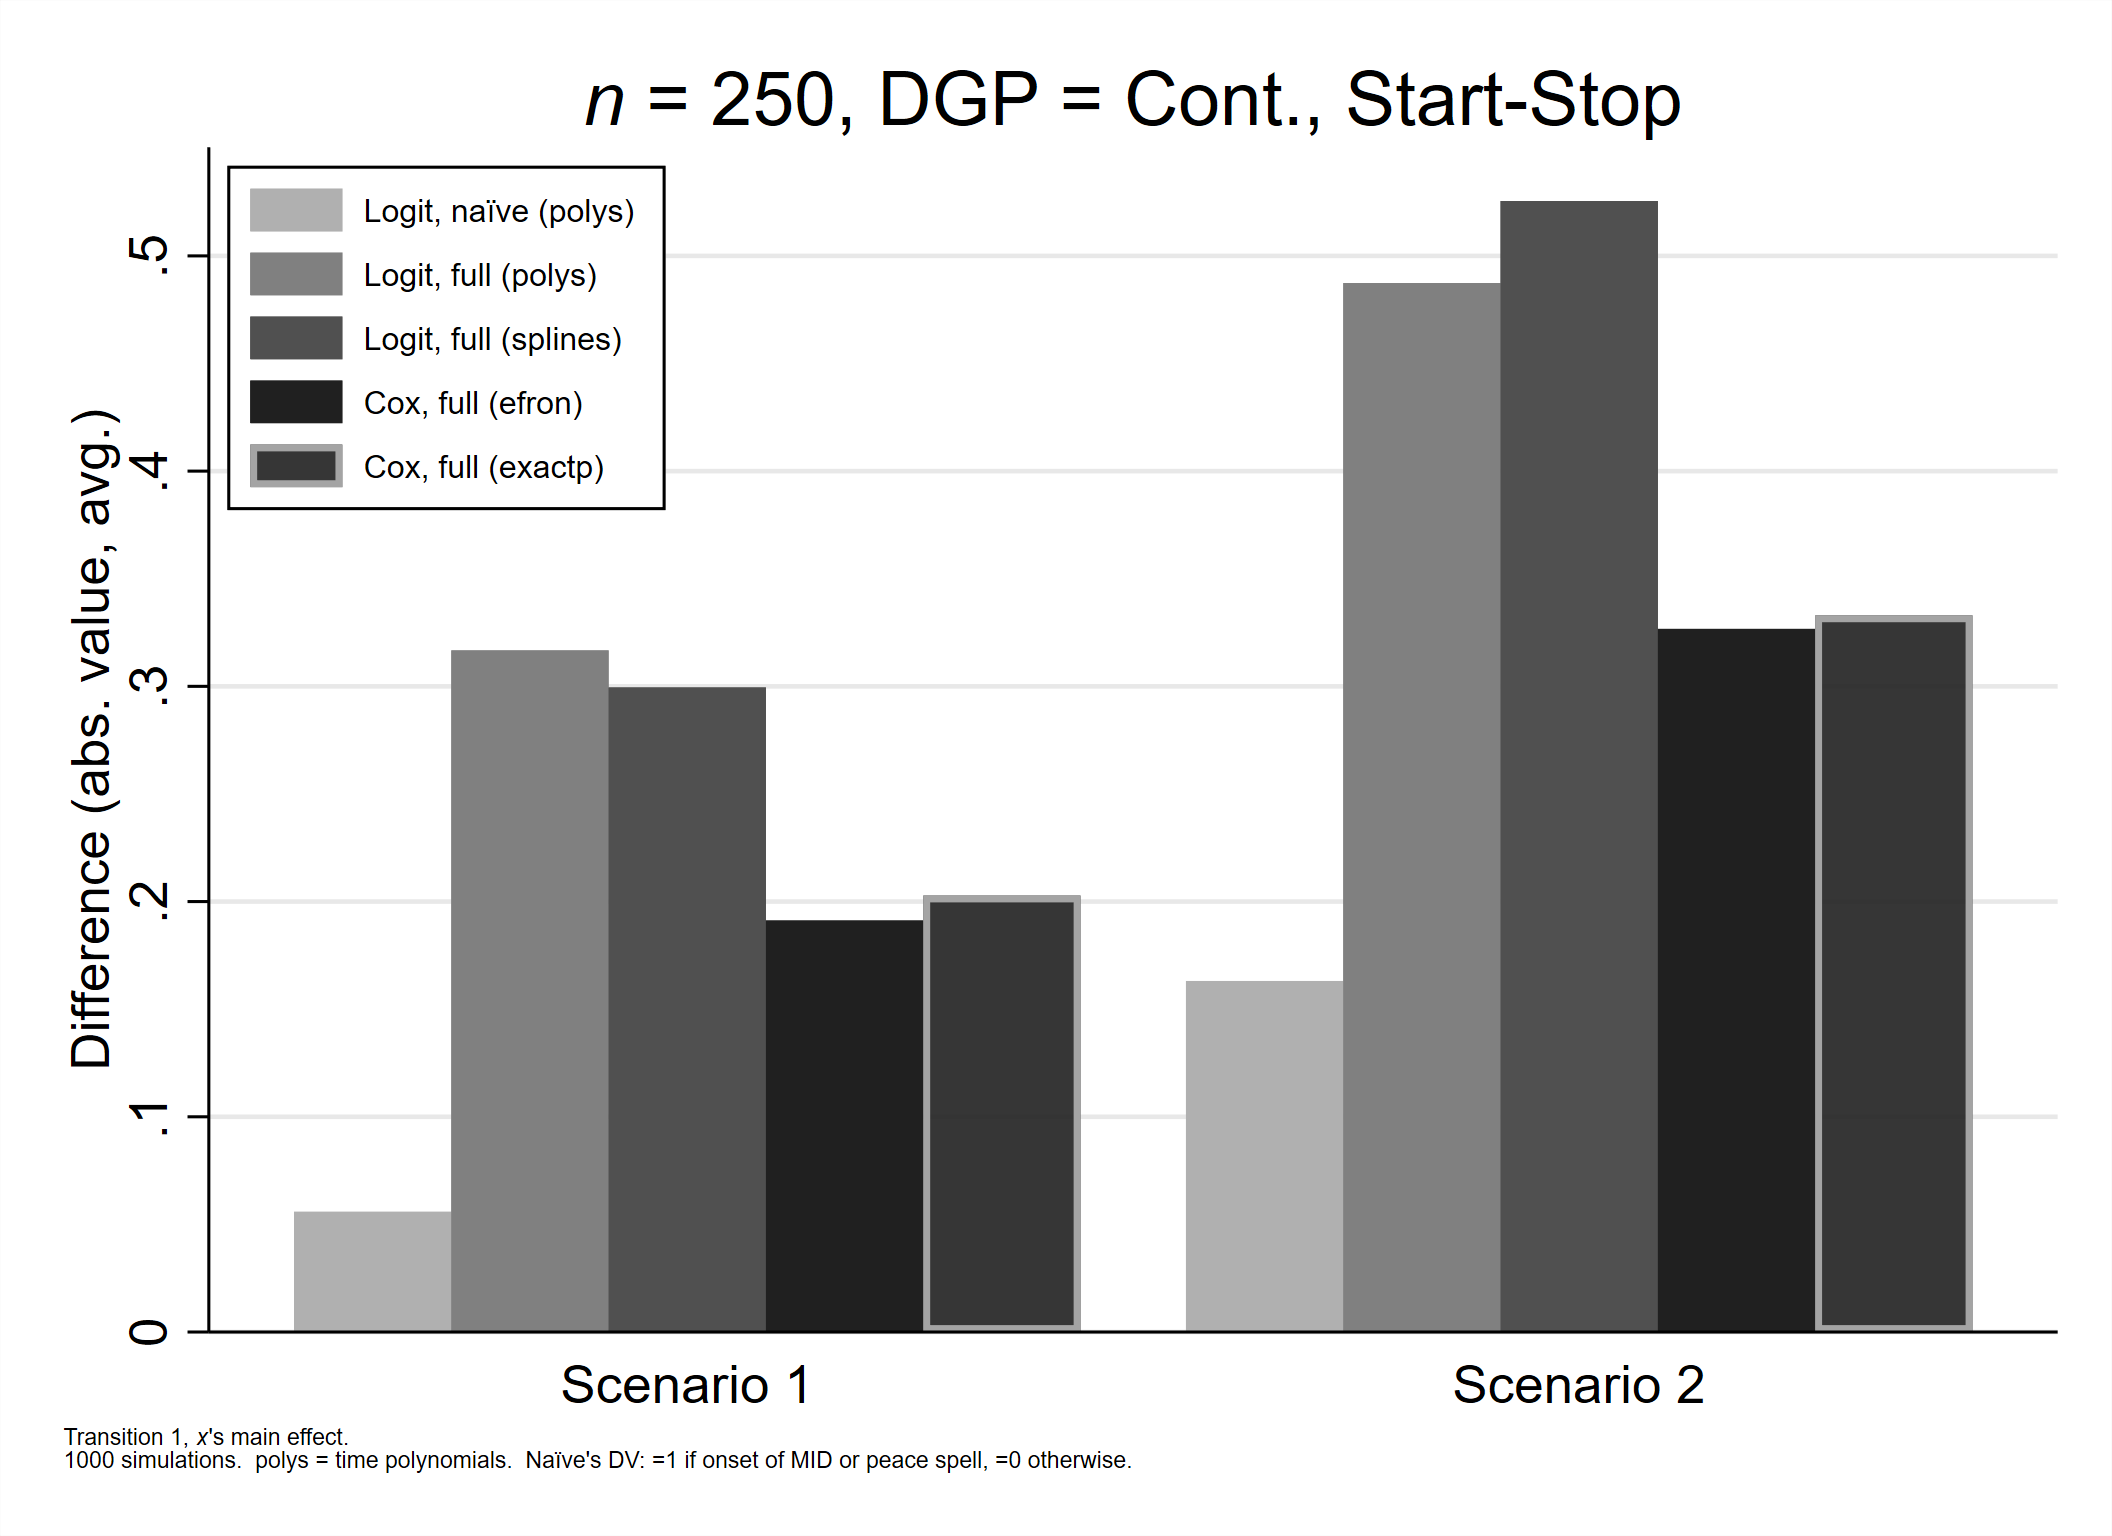 n = 250, DGP = Cont., Start-Stop
Logit, naïve (polys)
Logit, full (polys)
Logit, full (splines)
Cox, full (efron)
Cox, full (exactp)
Difference (abs. value, avg.)
.5
.4
.3
.2
.1
0
Scenario 1
Scenario 2
Transition 1, x's main effect.
1000 simulations.  polys = time polynomials.  Naïve's DV: =1 if onset of MID or peace spell, =0 otherwise.